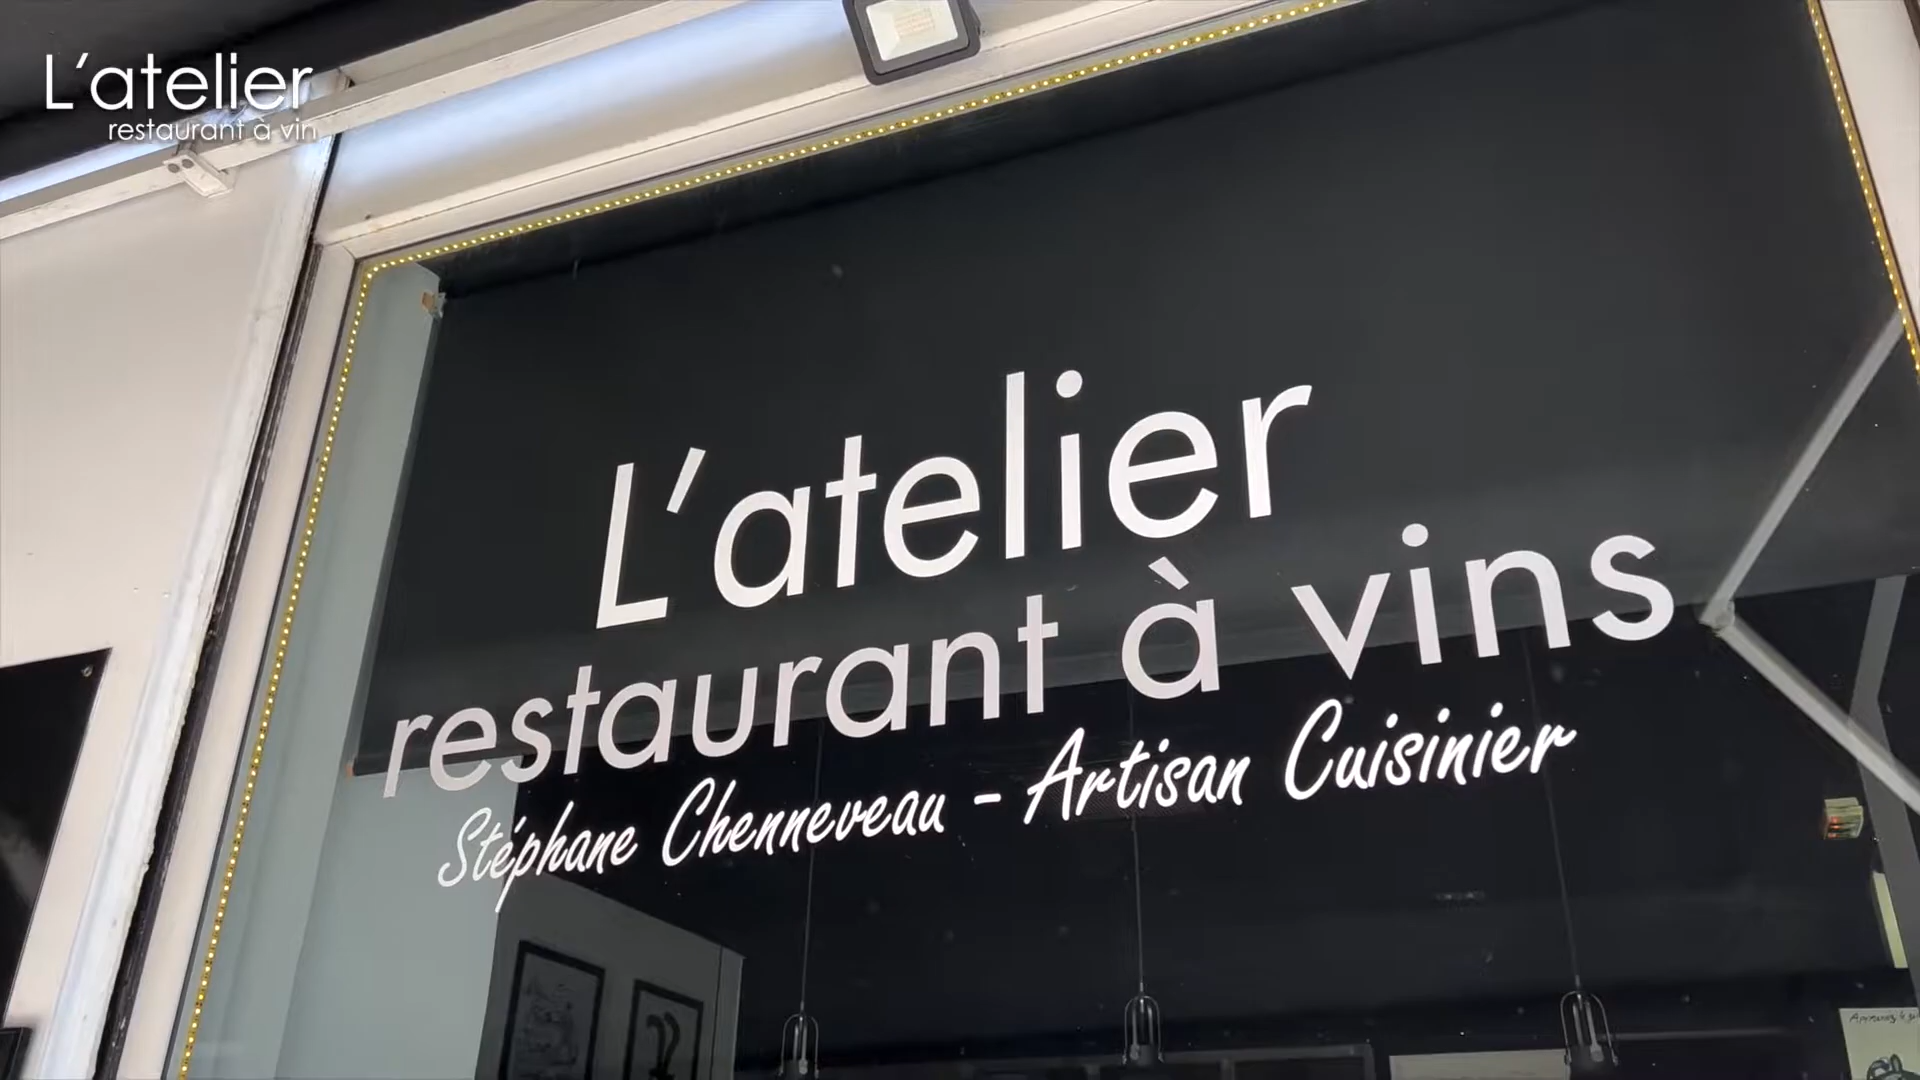 L'atelier
restaurant à vin
L'atelier
restaurant à vins
Stéphane Chenneveau - Artisan Cuisinier